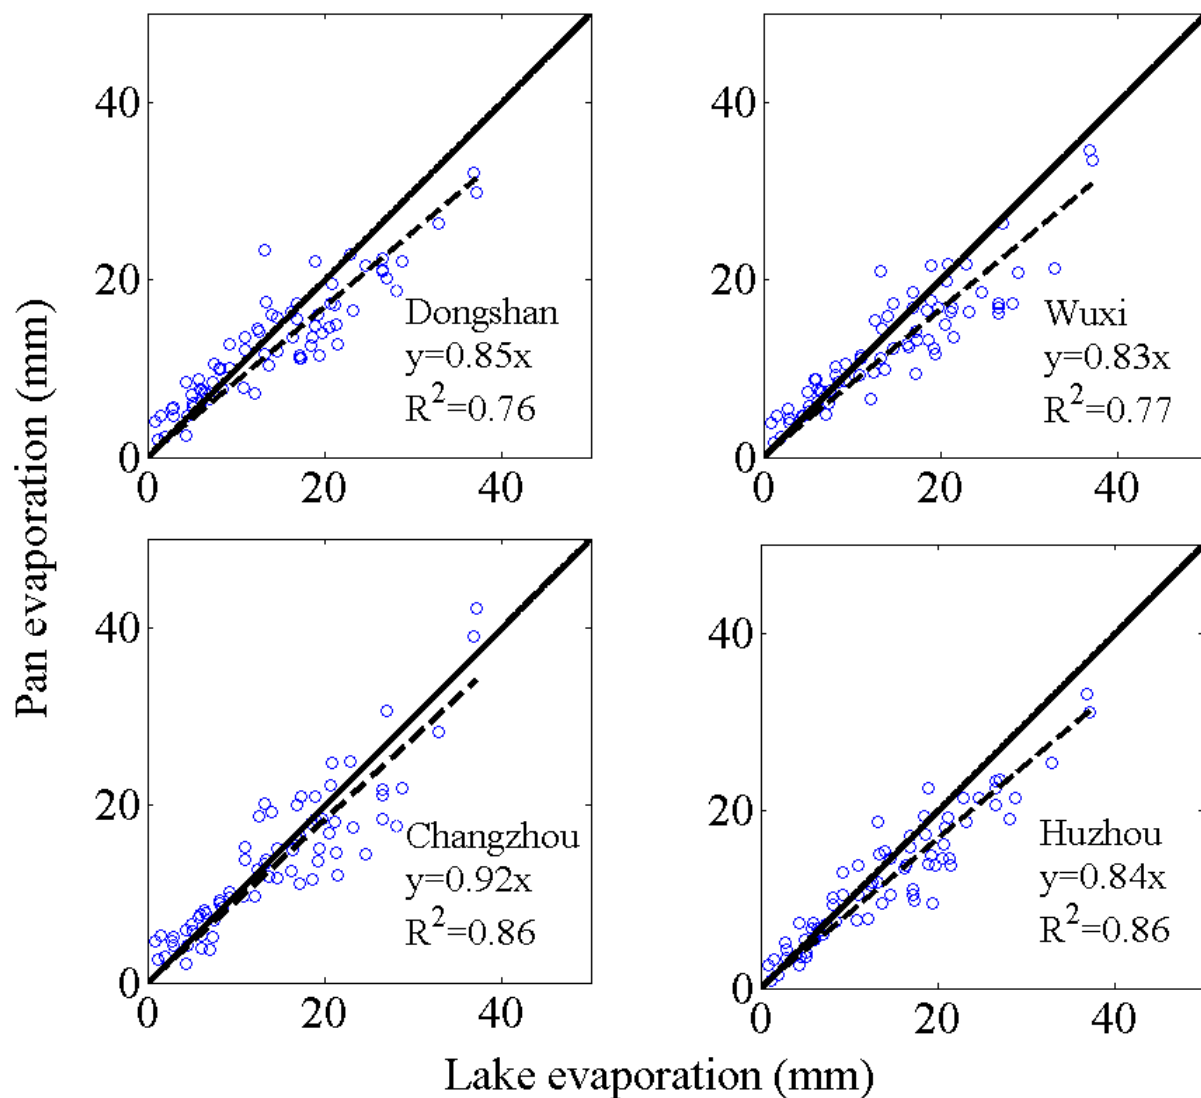 Pan evaporation (mm)
40
20
0
0
20
40
Dongshan
y=0.85x
R²=0.76
40
20
0
0
20
40
Wuxi
y=0.83x
R²=0.77
40
20
0
0
20
40
Changzhou
y=0.92x
R²=0.86
40
20
0
0
20
40
Huzhou
y=0.84x
R²=0.86
Lake evaporation (mm)